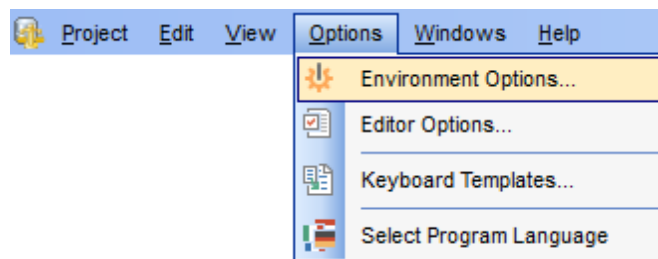 Project Edit View Options Windows Help
Environment Options...
Editor Options...
Keyboard Templates...
Select Program Language